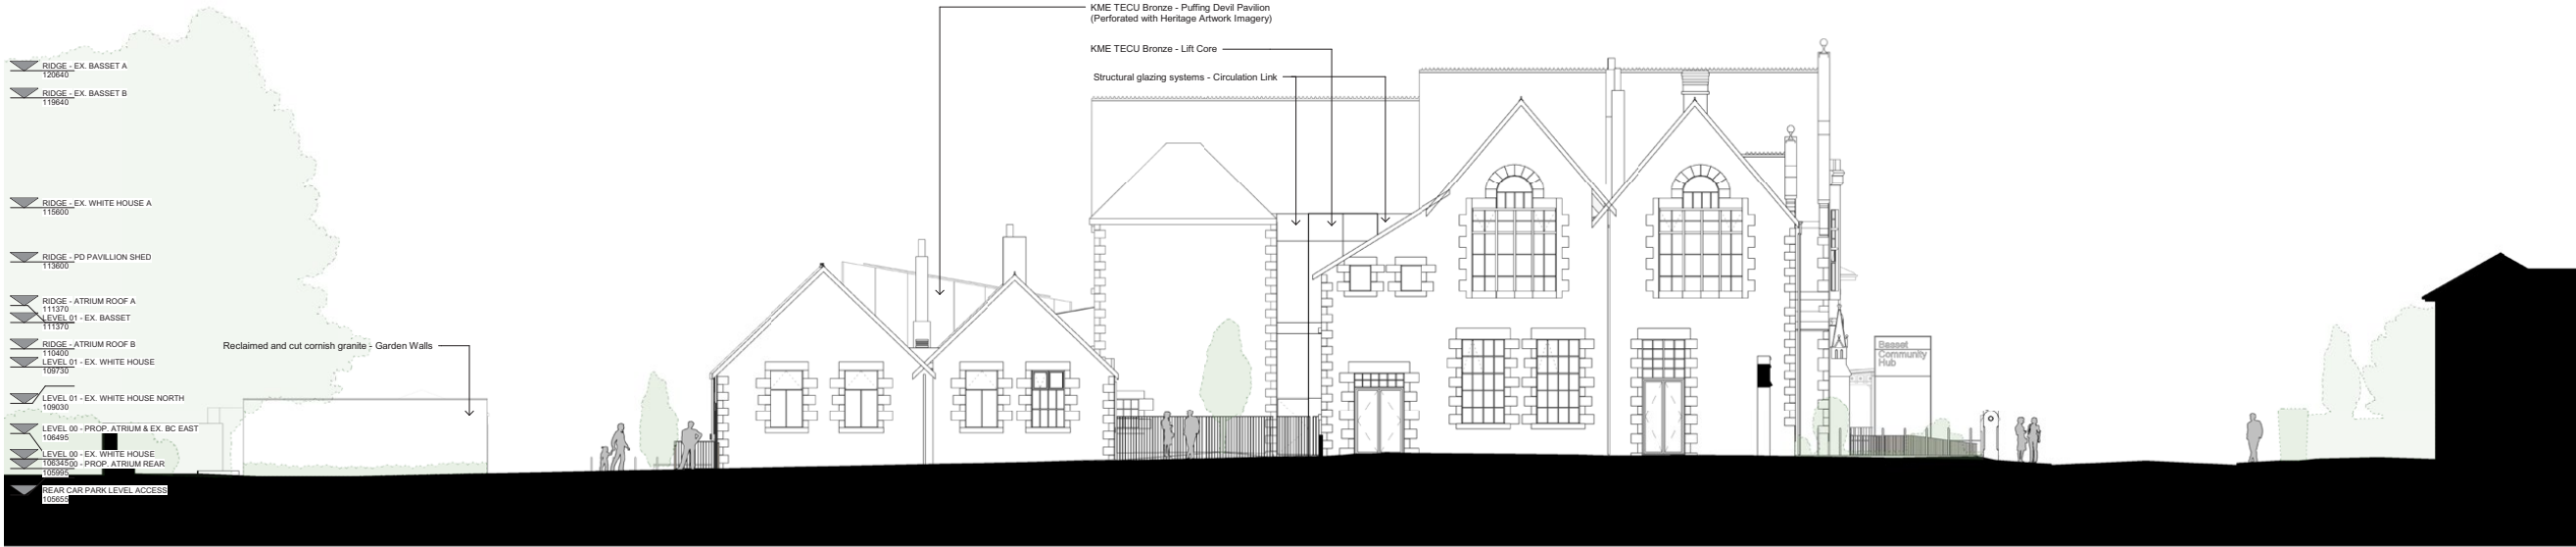 KME TECU Bronze - Puffing Devil Pavilion
(Perforated with Heritage Artwork Imagery)
KME TECU Bronze - Lift Core
Structural glazing systems - Circulation Link
RIDGE - EX. BASSET A
120640
RIDGE - EX. BASSET B
119640
RIDGE - EX. WHITE HOUSE A
115600
RIDGE - PD PAVILLION SHED
113600
RIDGE - ATRIUM ROOF A
111370
LEVEL 01 - EX. BASSET
111370
RIDGE - ATRIUM ROOF B
110400
LEVEL 01 - EX. WHITE HOUSE
109730
LEVEL 01 - EX. WHITE HOUSE NORTH
109030
LEVEL 00 - PROP. ATRIUM & EX. BC EAST
106495
LEVEL 00 - EX. WHITE HOUSE
106345
00 - PROP. ATRIUM REAR
105995
REAR CAR PARK LEVEL ACCESS
105655
Reclaimed and cut cornish granite - Garden Walls
Basset
Community
Hub